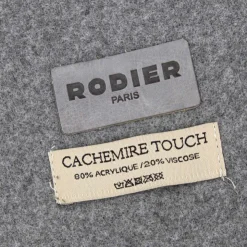 RODIER
PARIS
CACHEMIRE TOUCH
80% ACRYLIQUE / 20% VISCOSE